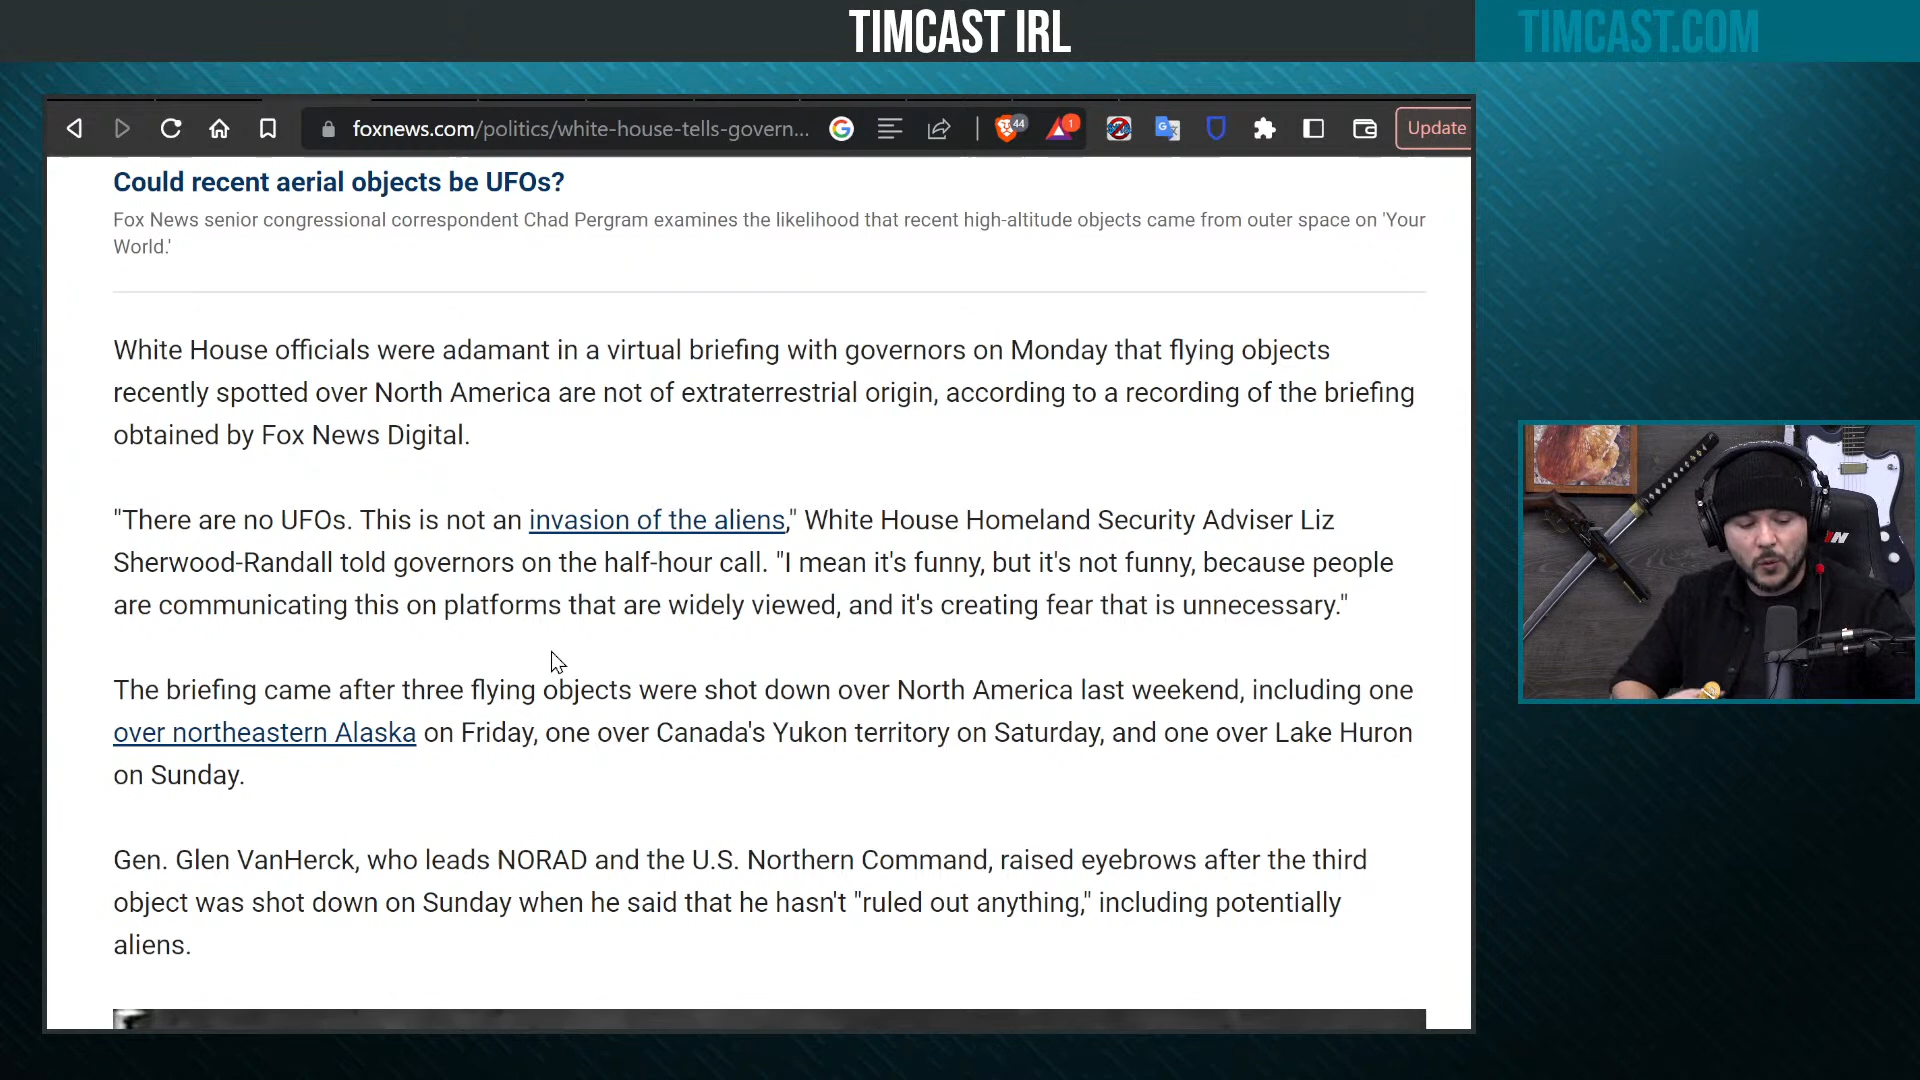 TIMCAST IRL
TIMCAST.COM
foxnews.com/politics/white-house-tells-govern...
44
1
Update
Could recent aerial objects be UFOs?
Fox News senior congressional correspondent Chad Pergram examines the likelihood that recent high-altitude objects came from outer space on 'Your
World.'
White House officials were adamant in a virtual briefing with governors on Monday that flying objects
recently spotted over North America are not of extraterrestrial origin, according to a recording of the briefing
obtained by Fox News Digital.
"There are no UFOs. This is not an invasion of the aliens," White House Homeland Security Adviser Liz
Sherwood-Randall told governors on the half-hour call. "I mean it's funny, but it's not funny, because people
are communicating this on platforms that are widely viewed, and it's creating fear that is unnecessary."
The briefing came after three flying objects were shot down over North America last weekend, including one
over northeastern Alaska on Friday, one over Canada's Yukon territory on Saturday, and one over Lake Huron
on Sunday.
Gen. Glen VanHerck, who leads NORAD and the U.S. Northern Command, raised eyebrows after the third
object was shot down on Sunday when he said that he hasn't "ruled out anything," including potentially
aliens.